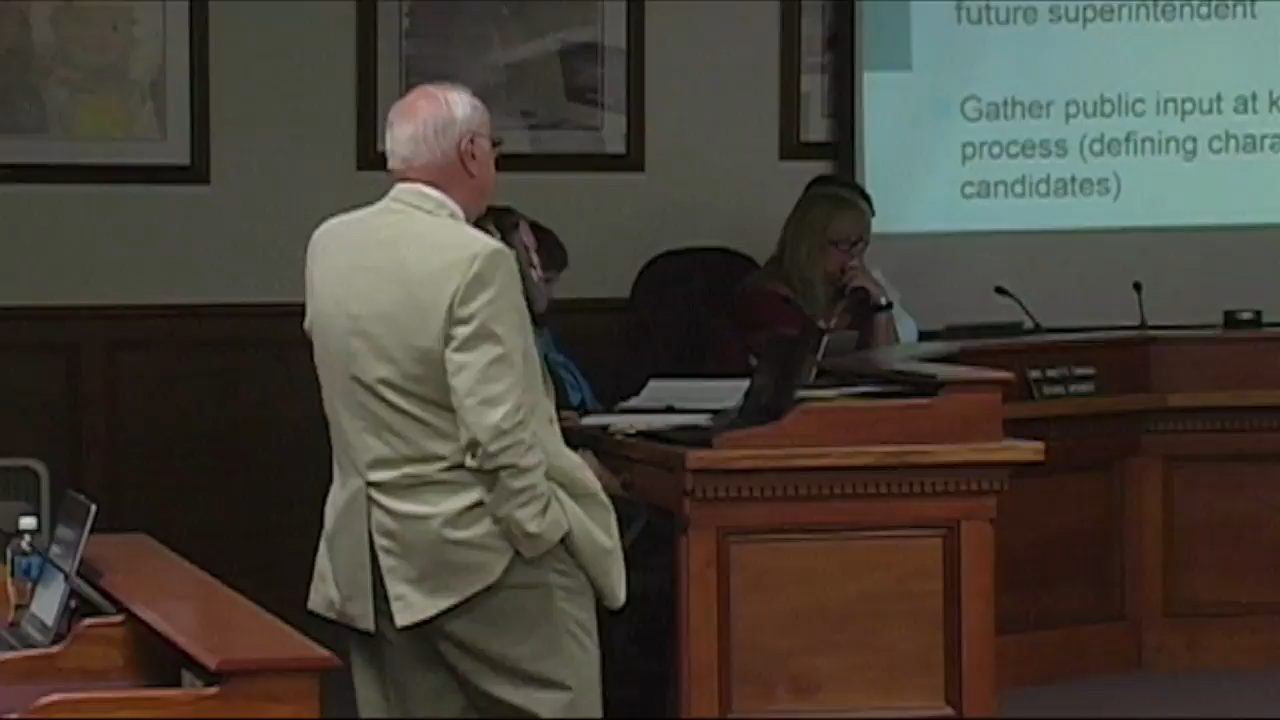 future superintendent
Gather public input at k
process (defining chara
candidates)